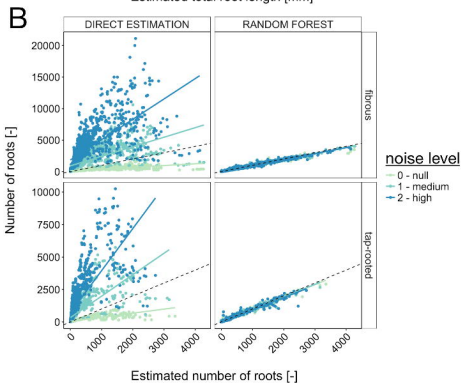 Estimated total root length [mm]
B
DIRECT ESTIMATION RANDOM FOREST
20000
15000
10000
5000
0
fibrous
10000
7500
5000
2500
0
tap-rooted
Number of roots [-]
0 1000 2000 3000 4000 0 1000 2000 3000 4000
Estimated number of roots [-]
noise level
0 - null
1 - medium
2 - high